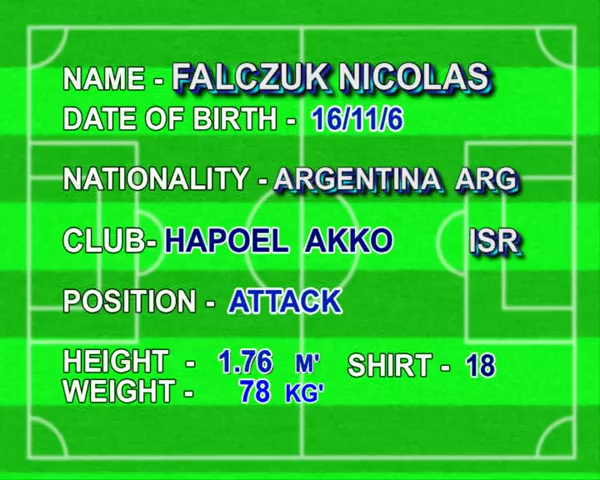 NAME - FALCZUK NICOLAS
DATE OF BIRTH - 16/11/6
NATIONALITY - ARGENTINA ARG
CLUB- HAPOEL AKKO ISR
POSITION - ATTACK
HEIGHT - 1.76 M' SHIRT - 18
WEIGHT - 78 KG'